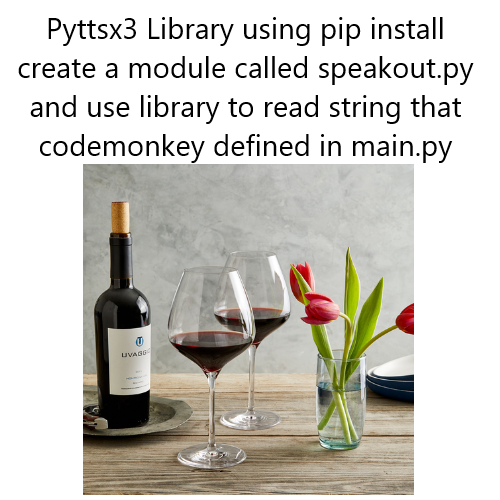 Pyttsx3 Library using pip install
create a module called speakout.py
and use library to read string that
codemonkey defined in main.py
U
UVAGGIO